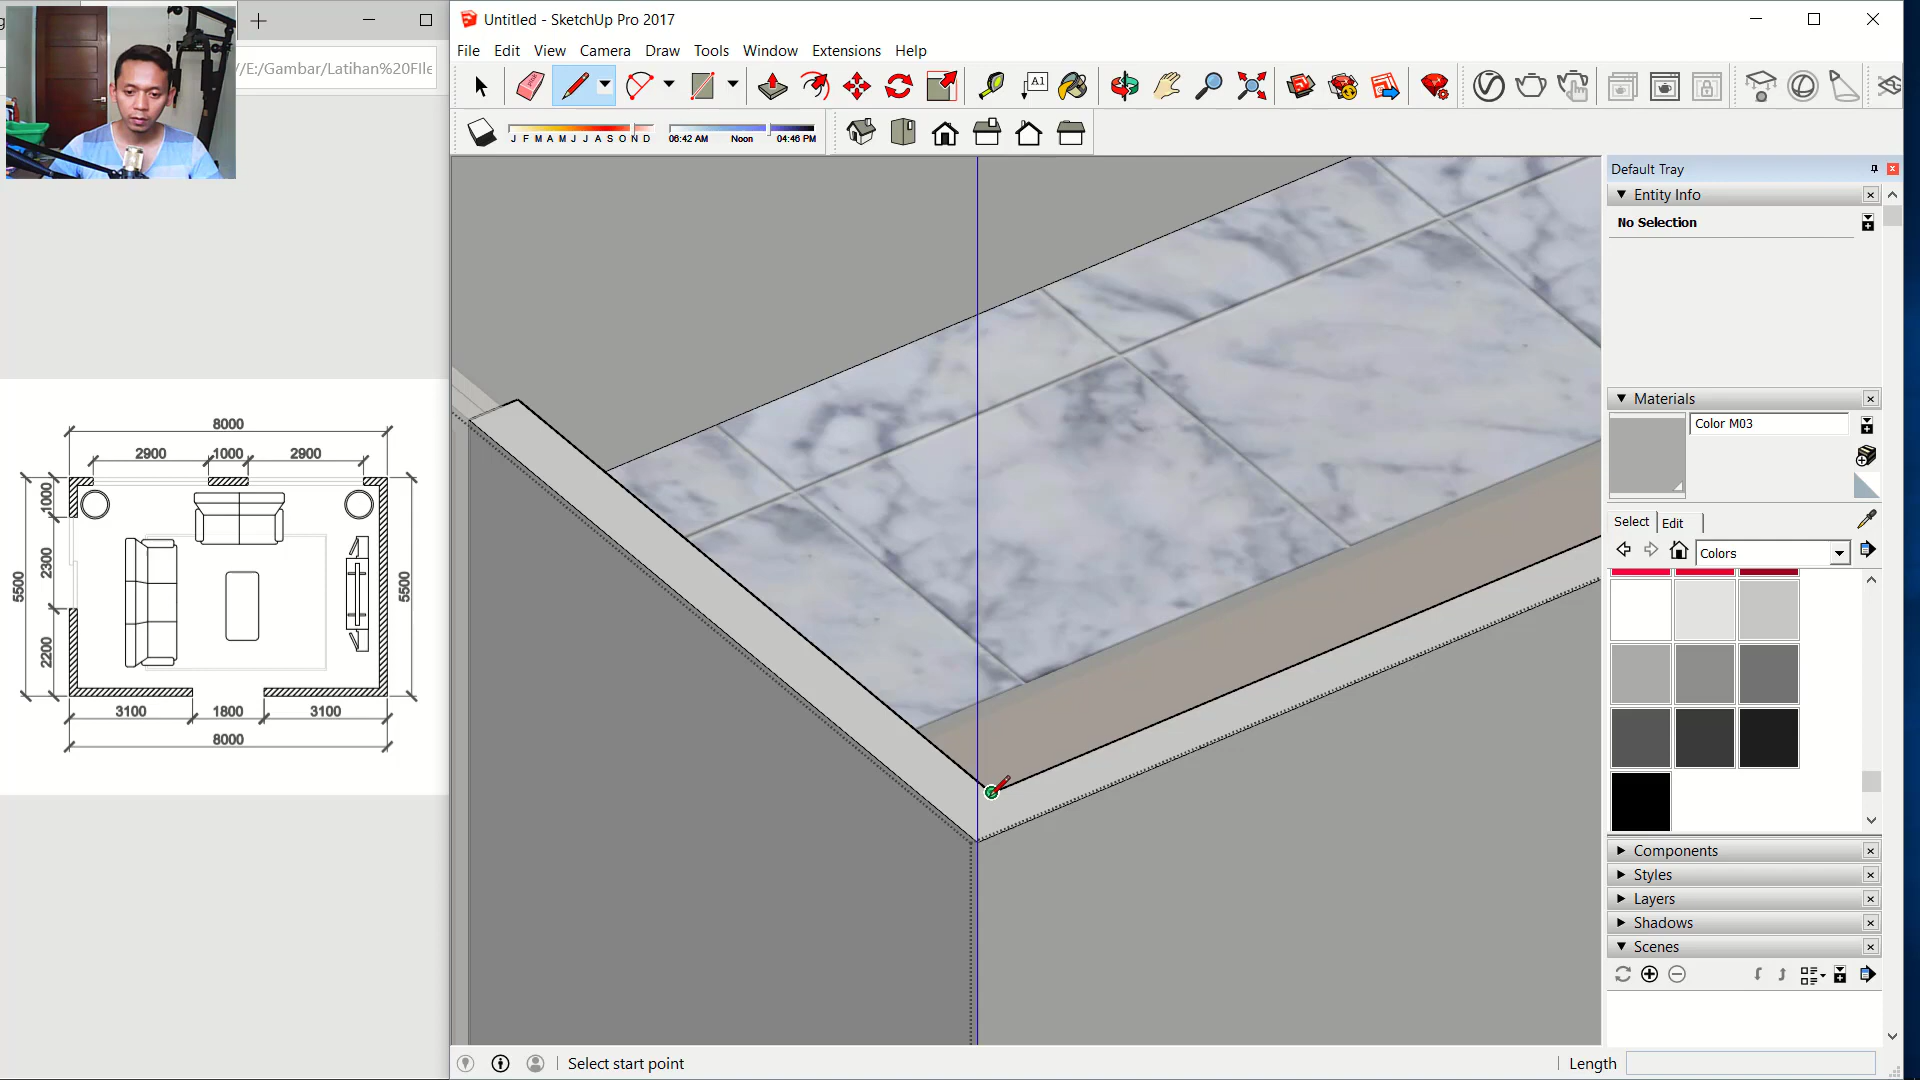 //E:/Gambar/Latihan%20FIle
Untitled - SketchUp Pro 2017
File Edit View Camera Draw Tools Window Extensions Help
A1
J F M A M J J A S O N D
06:42 AM Noon 04:46 PM
Default Tray
Entity Info
No Selection
Materials
Color M03
Select Edit
Colors
Components
Styles
Layers
Shadows
Scenes
8000
2900 1000 2900
1000
2300
2200
5500
5500
3100 1800 3100
8000
Select start point
Length